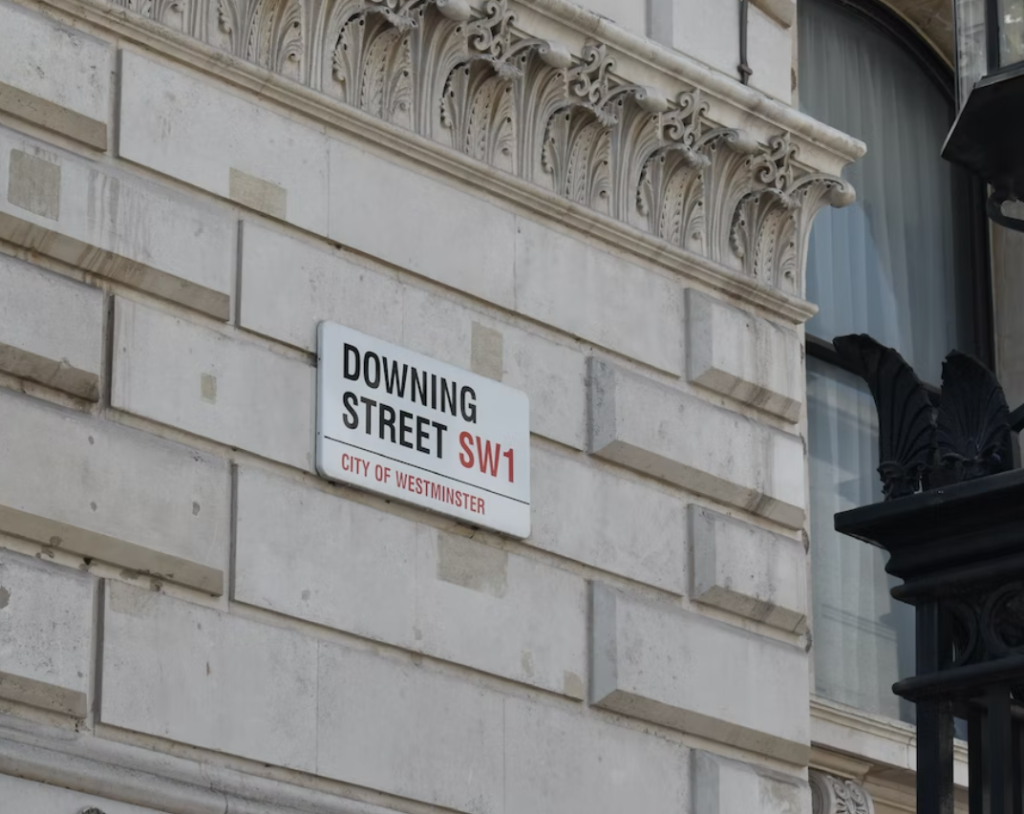 DOWNING
STREET SW1
CITY OF WESTMINSTER